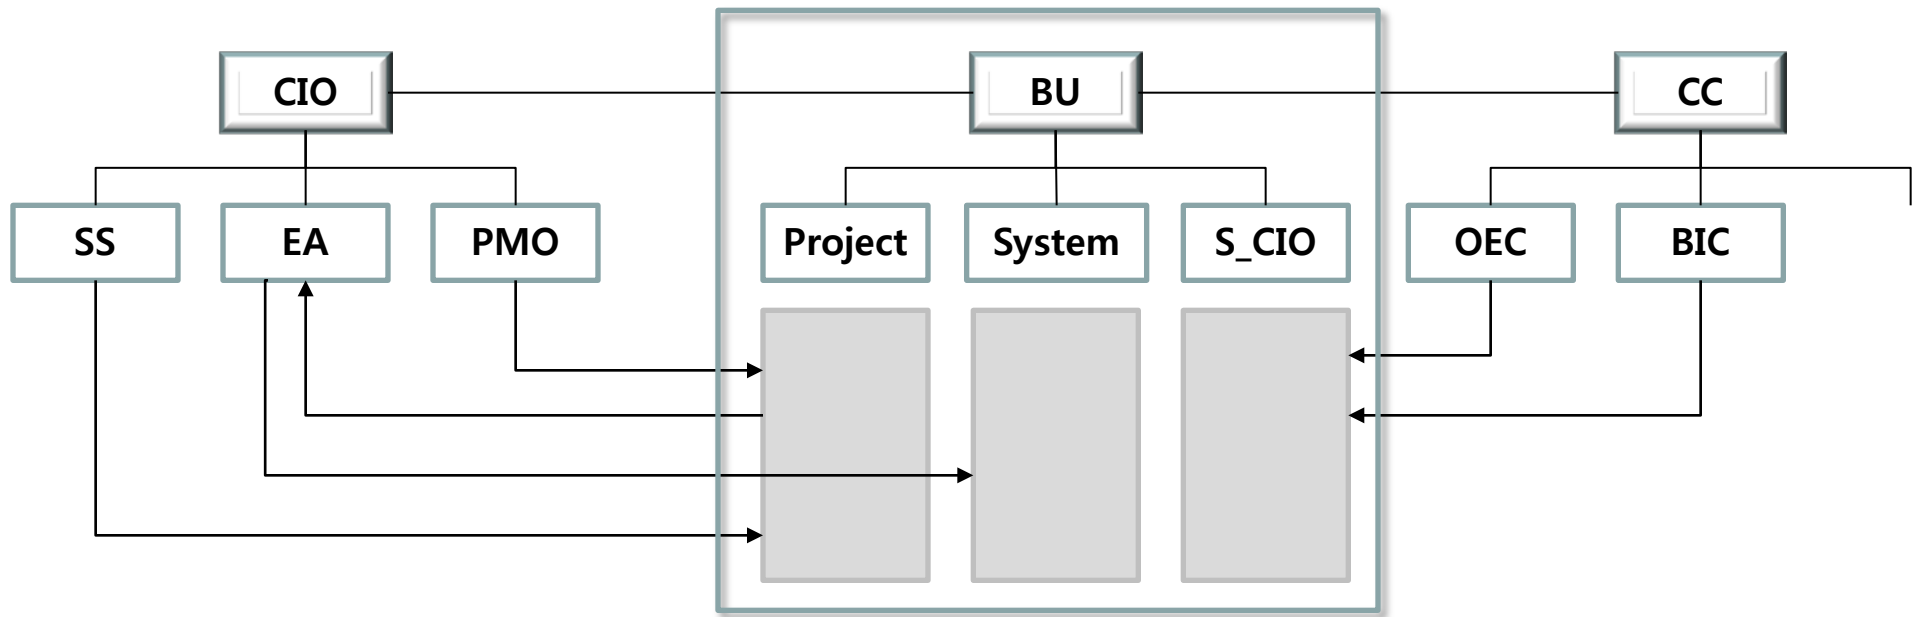 CIO
BU
CC
SS
EA
PMO
Project
System
S_CIO
OEC
BIC